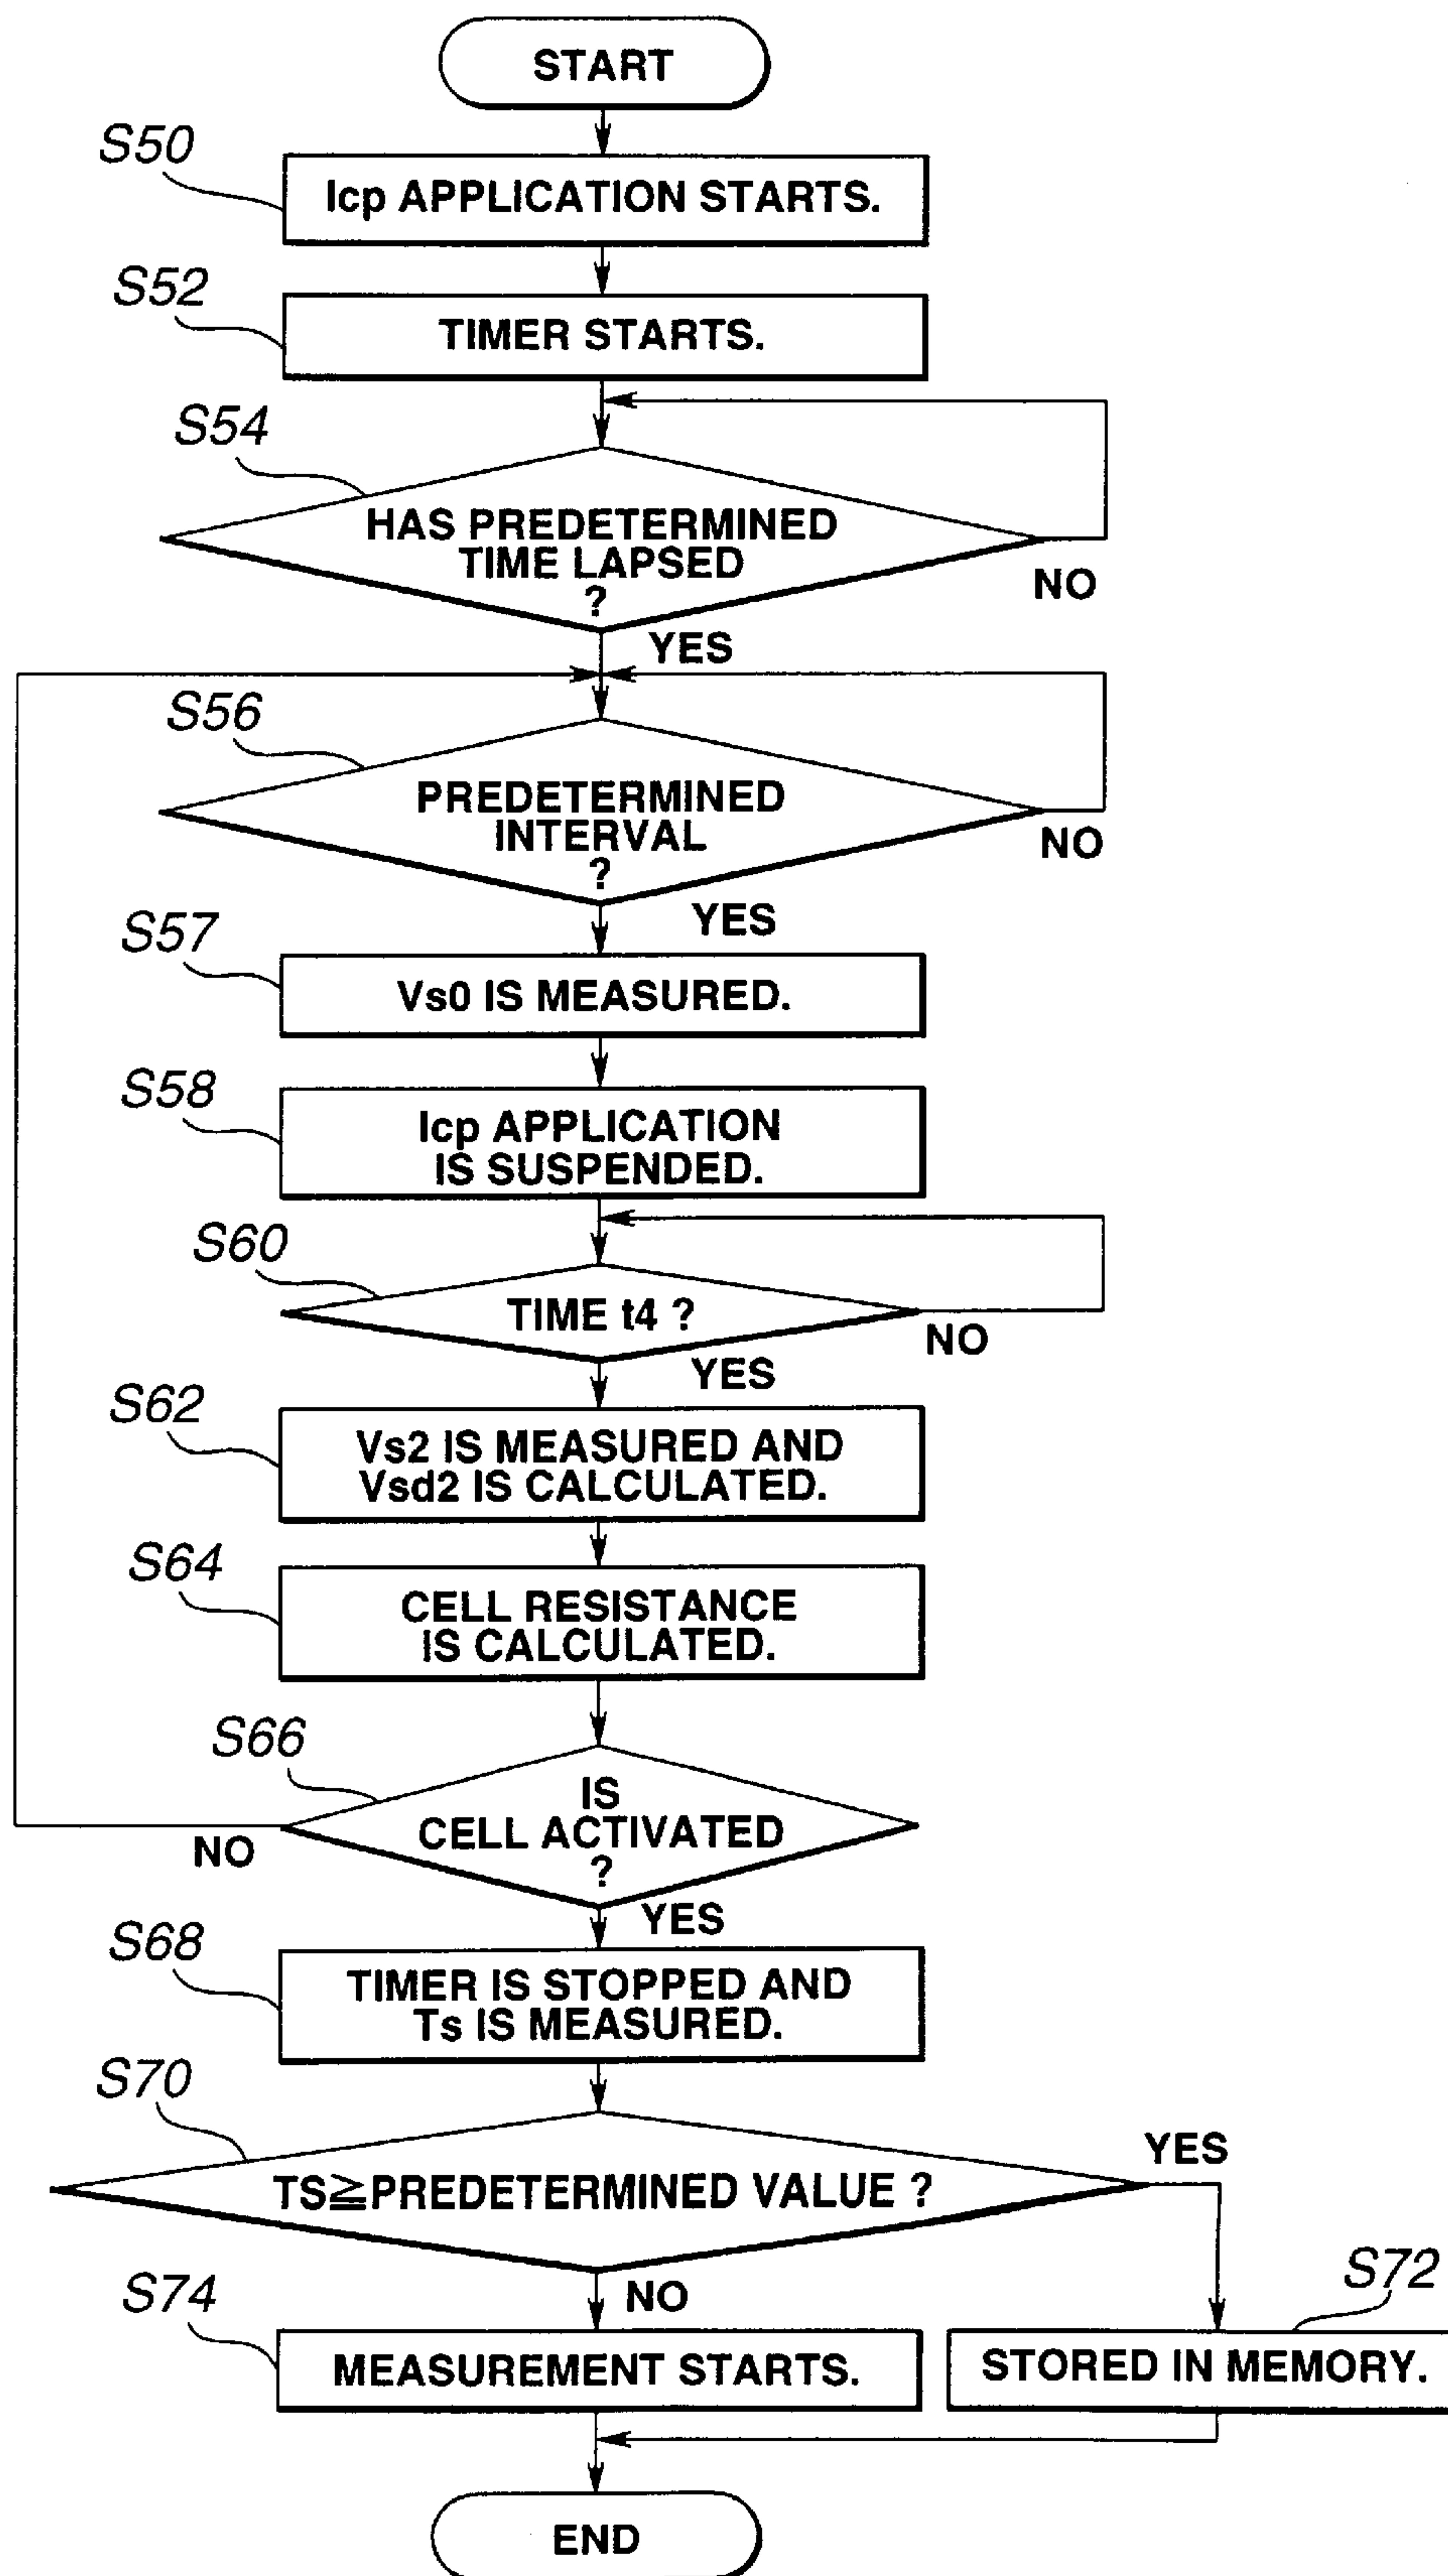 START
S50
Icp APPLICATION STARTS.
S52
TIMER STARTS.
S54
HAS PREDETERMINED
TIME LAPSED
?
NO
YES
S56
PREDETERMINED
INTERVAL
?
NO
YES
S57
Vs0 IS MEASURED.
S58
Icp APPLICATION
IS SUSPENDED.
S60
TIME t4 ?
NO
YES
S62
Vs2 IS MEASURED AND
Vsd2 IS CALCULATED.
S64
CELL RESISTANCE
IS CALCULATED.
S66
IS
CELL ACTIVATED
?
NO
YES
S68
TIMER IS STOPPED AND
Ts IS MEASURED.
S70
TS≧PREDETERMINED VALUE ?
YES
NO
S72
S74
MEASUREMENT STARTS.
STORED IN MEMORY.
END